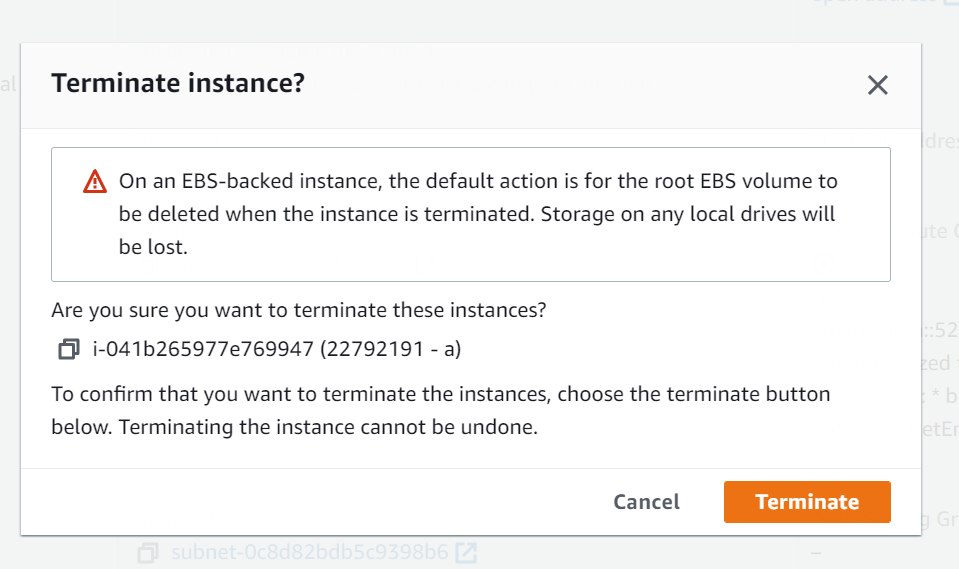 Terminate instance?
On an EBS-backed instance, the default action is for the root EBS volume to
be deleted when the instance is terminated. Storage on any local drives will
be lost.
Are you sure you want to terminate these instances?
i-041b265977e769947 (22792191 - a)
To confirm that you want to terminate the instances, choose the terminate button
below. Terminating the instance cannot be undone.
Cancel Terminate
subnet-0c8d82bdb5c9398b6 –